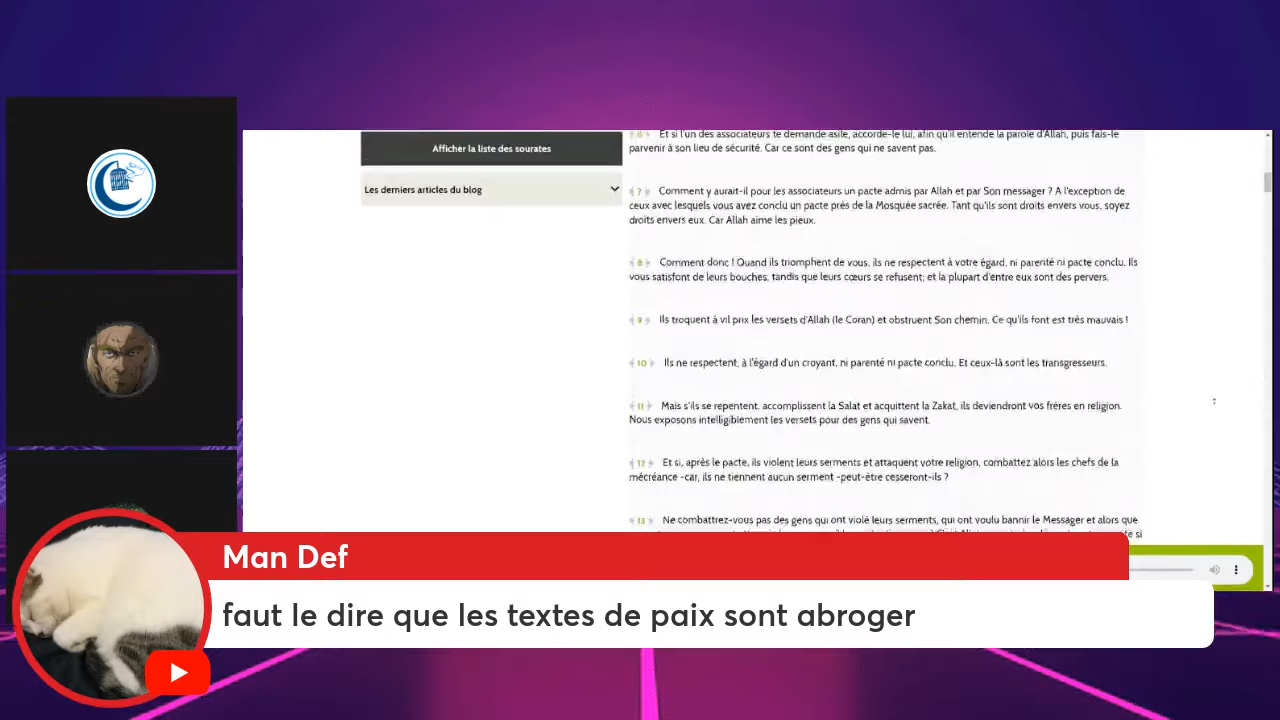 Afficher la liste des sourates
Les derniers articles du blog
6 Et si l'un des associateurs te demande asile, accorde-le lui, afin qu'il entende la parole d'Allah, puis fais-le
parvenir à son lieu de sécurité. Car ce sont des gens qui ne savent pas.
7 Comment y aurait-il pour les associateurs un pacte admis par Allah et par Son messager ? A l'exception de
ceux avec lesquels vous avez conclu un pacte près de la Mosquée sacrée. Tant qu'ils sont droits envers vous, soyez
droits envers eux. Car Allah aime les pieux.
8 Comment donc ! Quand ils triomphent de vous, ils ne respectent à votre égard, ni parenté ni pacte conclu. Ils
vous satisfont de leurs bouches, tandis que leurs cœurs se refusent; et la plupart d'entre eux sont des pervers.
9 Ils troquent à vil prix les versets d'Allah (le Coran) et obstruent Son chemin. Ce qu'ils font est très mauvais !
10 Ils ne respectent, à l'égard d'un croyant, ni parenté ni pacte conclu. Et ceux-là sont les transgresseurs.
11 Mais s'ils se repentent, accomplissent la Salat et acquittent la Zakat, ils deviendront vos frères en religion.
Nous exposons intelligiblement les versets pour des gens qui savent.
12 Et si, après le pacte, ils violent leurs serments et attaquent votre religion, combattez alors les chefs de la
mécréance -car, ils ne tiennent aucun serment -peut-être cesseront-ils ?
13 Ne combattrez-vous pas des gens qui ont violé leurs serments, qui ont voulu bannir le Messager et alors que
Man Def
faut le dire que les textes de paix sont abroger